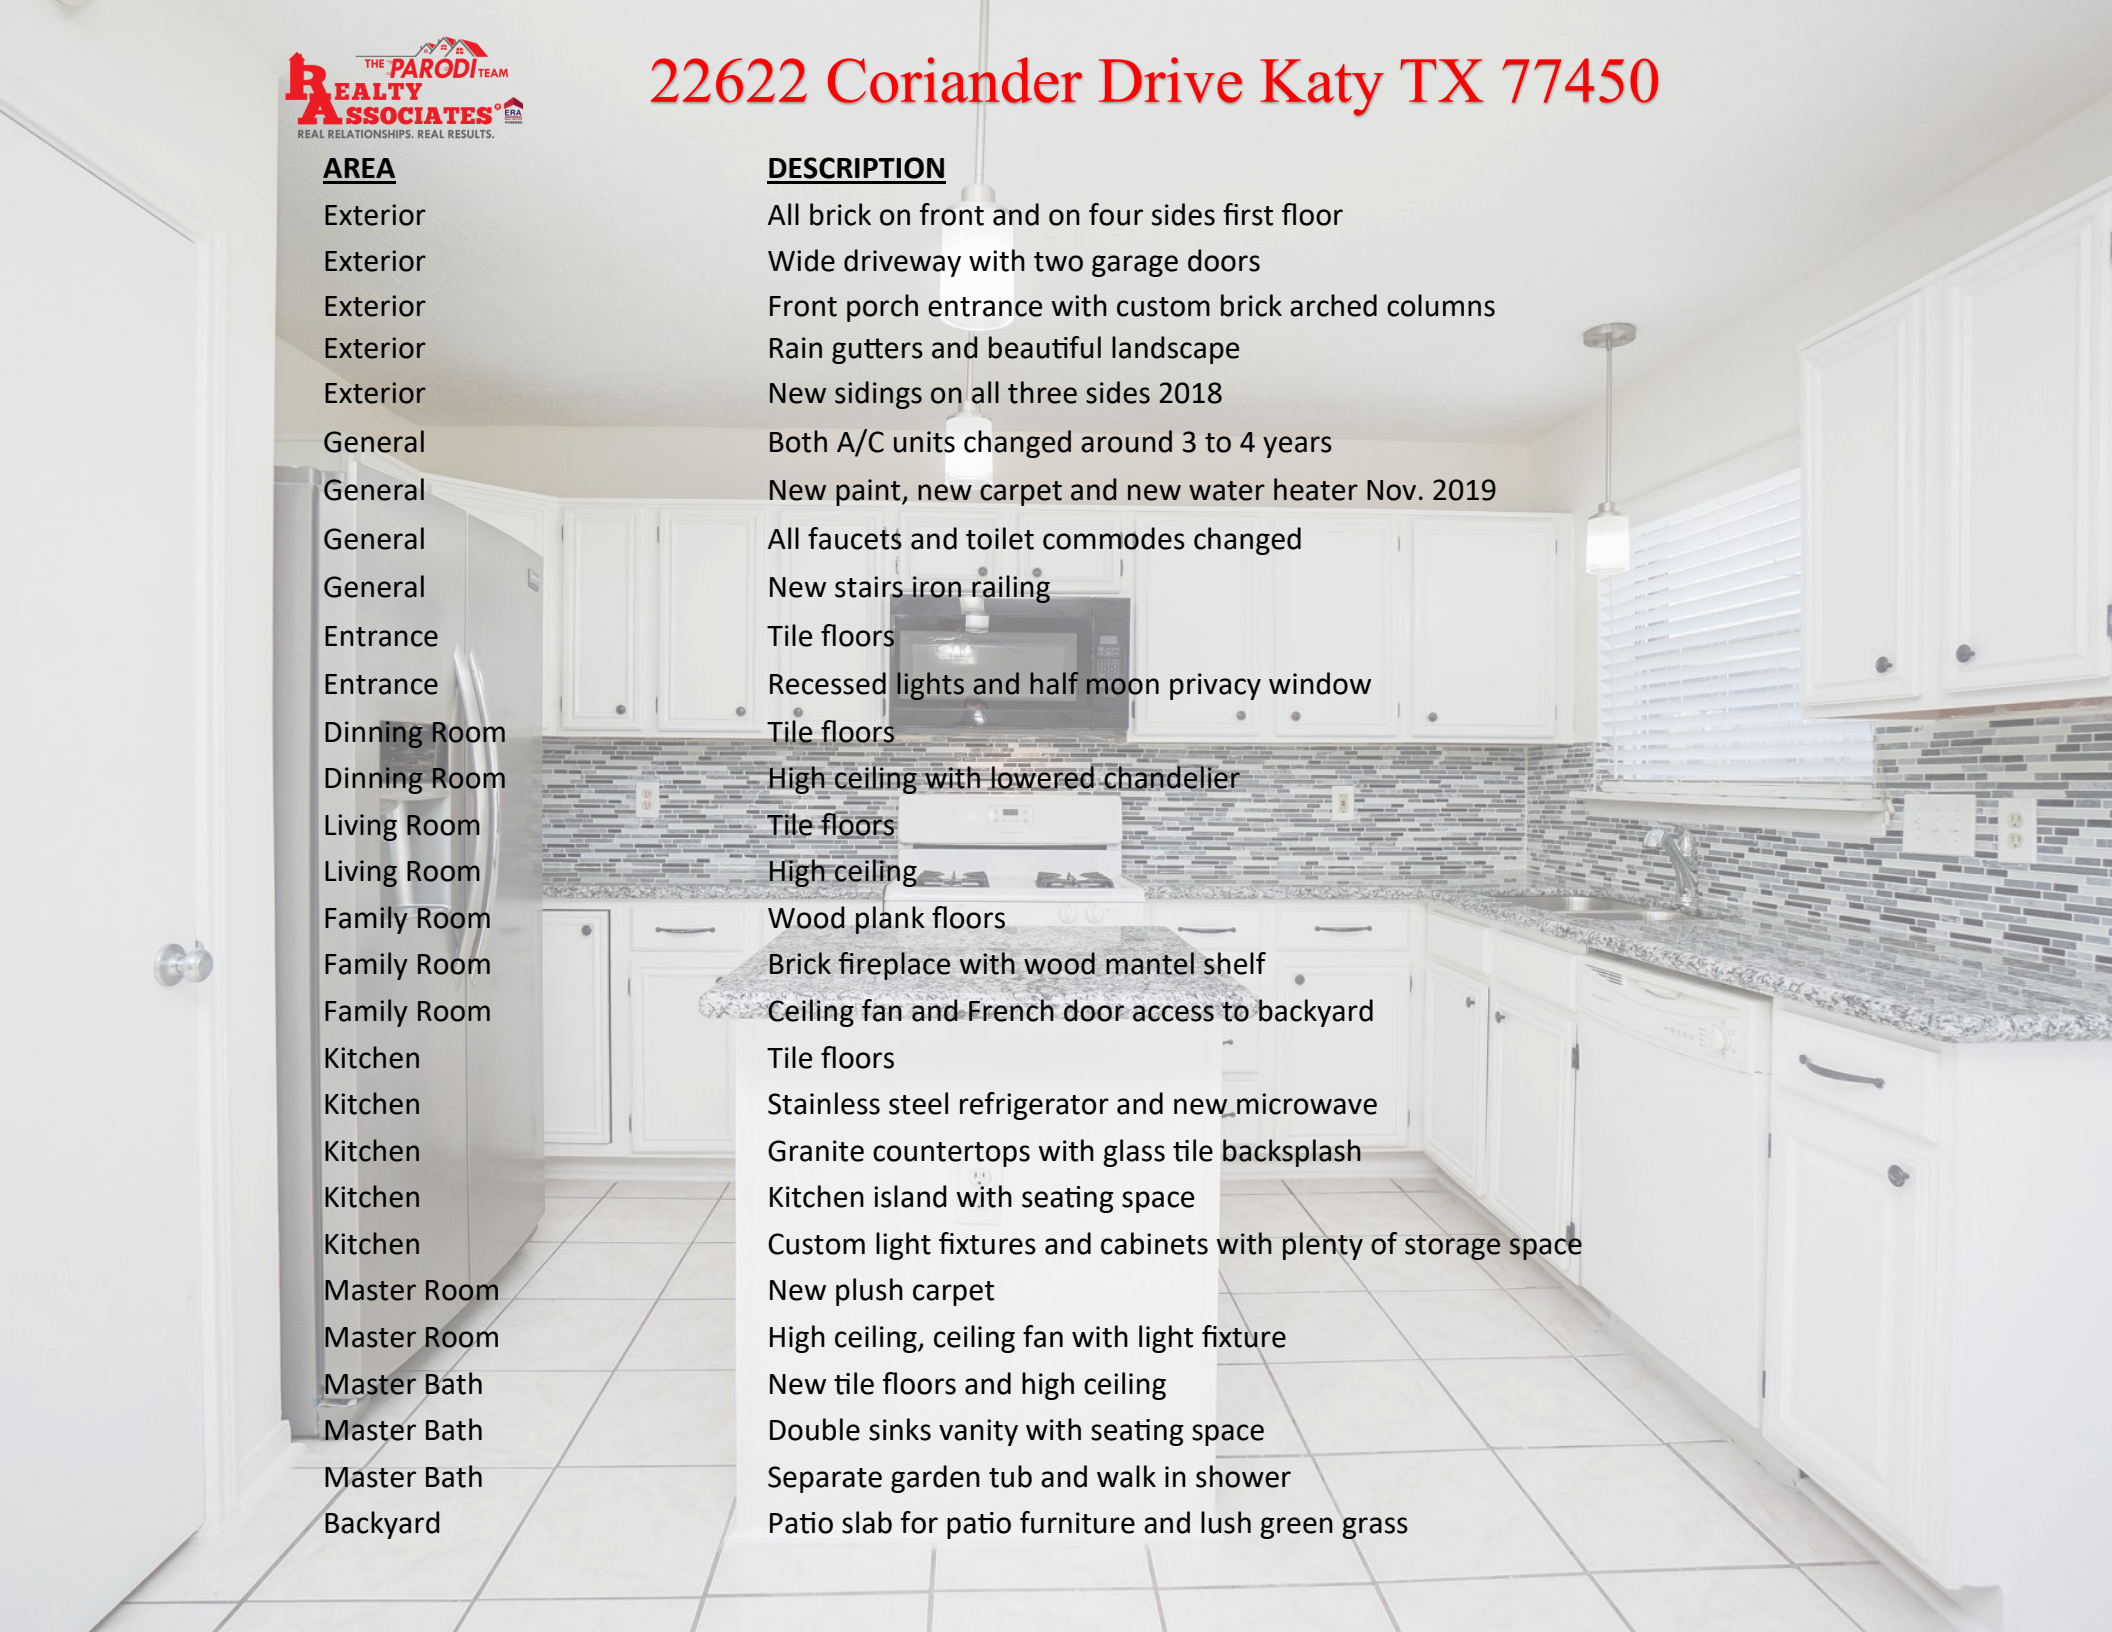 THE PARODI TEAM
REALTY
ASSOCIATES
ERA
REAL RELATIONSHIPS. REAL RESULTS.
22622 Coriander Drive Katy TX 77450
AREA DESCRIPTION
Exterior All brick on front and on four sides first floor
Exterior Wide driveway with two garage doors
Exterior Front porch entrance with custom brick arched columns
Exterior Rain gutters and beautiful landscape
Exterior New sidings on all three sides 2018
General Both A/C units changed around 3 to 4 years
General New paint, new carpet and new water heater Nov. 2019
General All faucets and toilet commodes changed
General New stairs iron railing
Entrance Tile floors
Entrance Recessed lights and half moon privacy window
Dinning Room Tile floors
Dinning Room High ceiling with lowered chandelier
Living Room Tile floors
Living Room High ceiling
Family Room Wood plank floors
Family Room Brick fireplace with wood mantel shelf
Family Room Ceiling fan and French door access to backyard
Kitchen Tile floors
Kitchen Stainless steel refrigerator and new microwave
Kitchen Granite countertops with glass tile backsplash
Kitchen Kitchen island with seating space
Kitchen Custom light fixtures and cabinets with plenty of storage space
Master Room New plush carpet
Master Room High ceiling, ceiling fan with light fixture
Master Bath New tile floors and high ceiling
Master Bath Double sinks vanity with seating space
Master Bath Separate garden tub and walk in shower
Backyard Patio slab for patio furniture and lush green grass